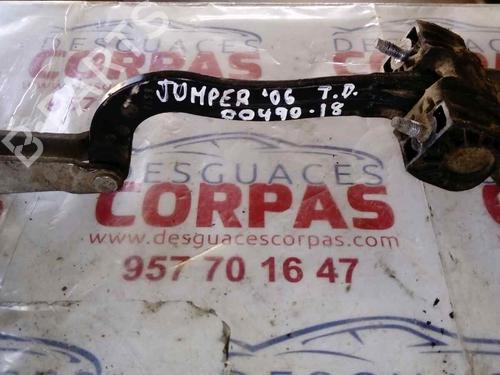 DESGUACES
CORPAS
JUMPER '06 T.D.
00490-18
DESGUACES
CORPAS
www.desguacescorpas.com
957 70 16 47